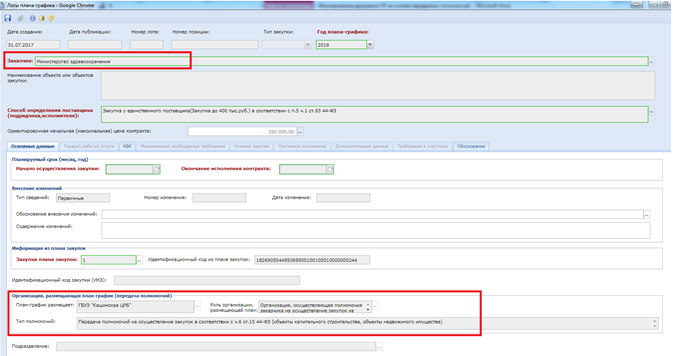 Лоты плана-графика - Google Chrome
Дата создания: Дата публикации: Номер лота: Номер позиции: Тип закупки: Год плана-графика:
31.07.2017 2018
Заказчик: Министерство здравоохранения
Наименование объекта или объектов закупки:
Способ определения поставщика (подрядчика,исполнителя): Закупка у единственного поставщика(Закупка до 400 тыс.руб.) в соответствии с п.5 ч.1 ст.93 44-ФЗ
Ориентировочная начальная (максимальная) цена контракта: 350 000,00
Основные данные Товары/ работы/ услуги КБК Минимально необходимые требования Условия закупки Поэтапное исполнение Дополнительные данные Требования к участнику Обоснования
Планируемый срок (месяц, год)
Начало осуществления закупки: Окончание исполнения контракта:
Внесение изменений
Тип сведений: Первичные Номер изменения: Дата изменения:
Обоснование внесения изменений:
Содержание изменений:
Информация из плана закупок
Закупка плана закупок: 1 Идентификационный код из плана закупок:
Идентификационный код закупки (ИКЗ):
Организация, размещающая план-график (передача полномочий)
План-график размещает: ГБУЗ "Кашинская ЦРБ" Роль организации, размещающей план: Организация, осуществляющая полномочия заказчика на осуществление закупок на
Тип полномочий: Передача полномочий на осуществление закупок в соответствии с ч.6 ст.15 44-ФЗ (объекты капитального строительства, объекты недвижимого имущества)
Подразделение: